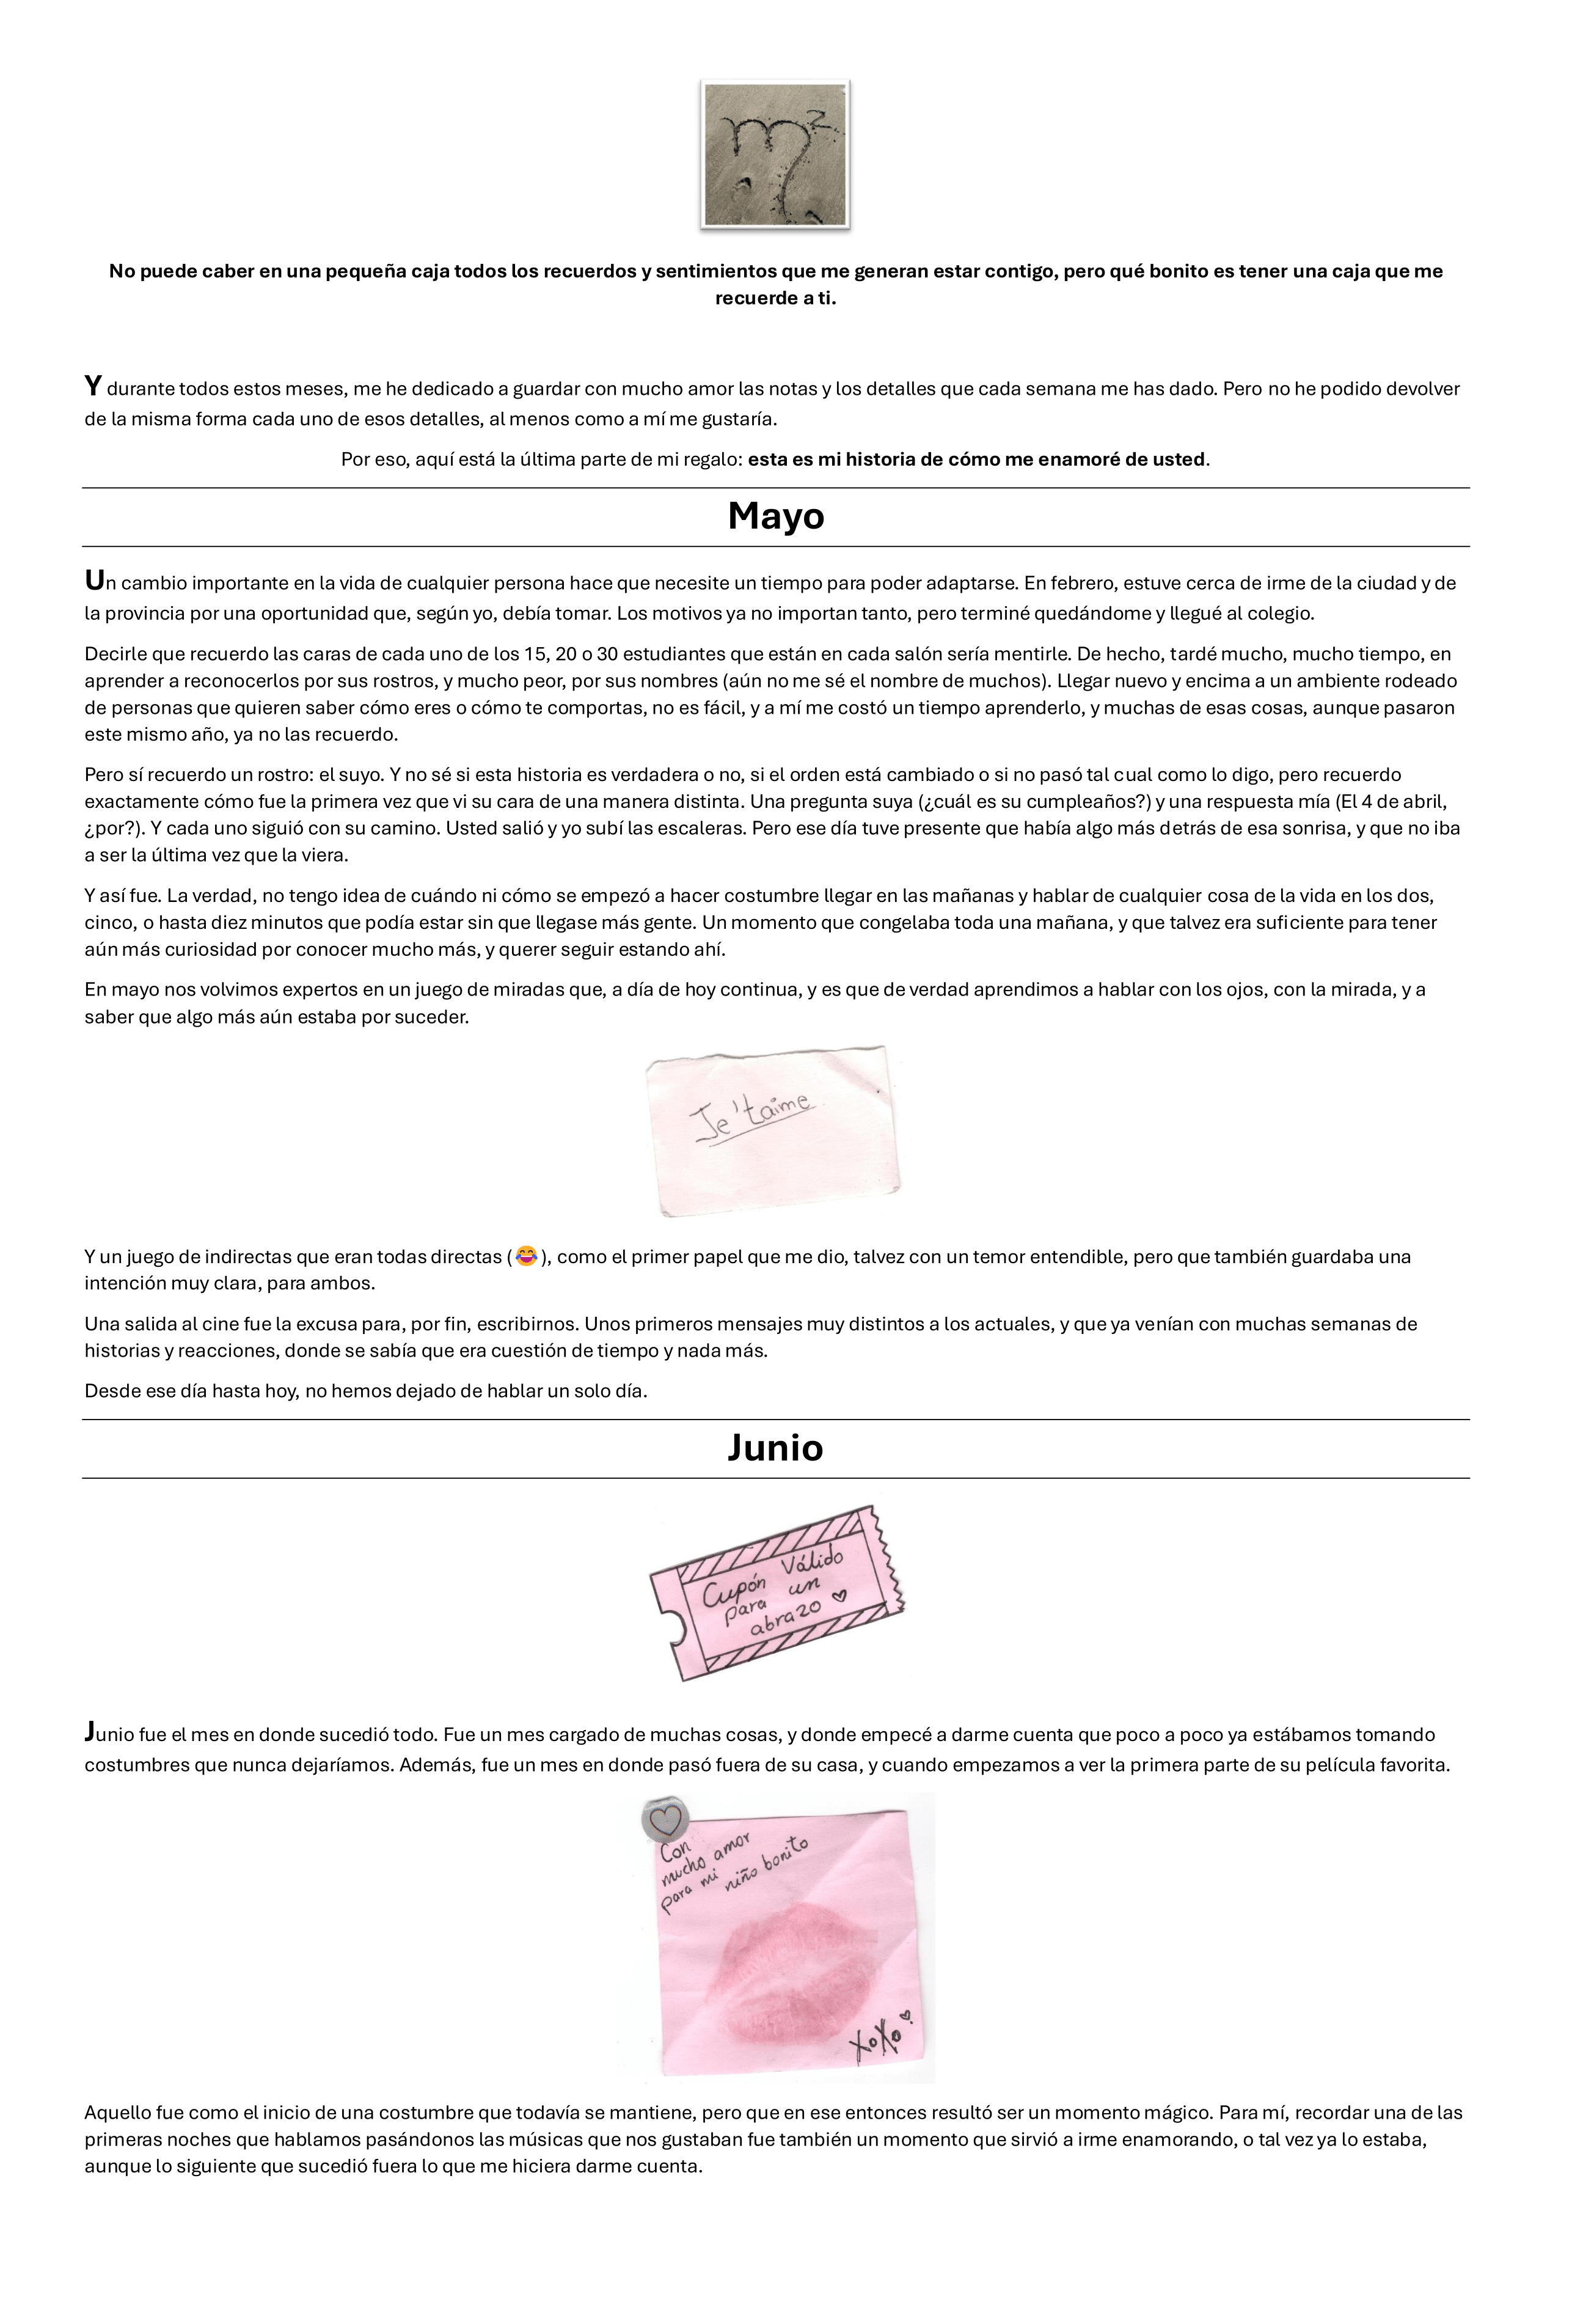 m²
No puede caber en una pequeña caja todos los recuerdos y sentimientos que me generan estar contigo, pero qué bonito es tener una caja que me
recuerde a ti.
Y durante todos estos meses, me he dedicado a guardar con mucho amor las notas y los detalles que cada semana me has dado. Pero no he podido devolver
de la misma forma cada uno de esos detalles, al menos como a mí me gustaría.
Por eso, aquí está la última parte de mi regalo: esta es mi historia de cómo me enamoré de usted.
Mayo
Un cambio importante en la vida de cualquier persona hace que necesite un tiempo para poder adaptarse. En febrero, estuve cerca de irme de la ciudad y de
la provincia por una oportunidad que, según yo, debía tomar. Los motivos ya no importan tanto, pero terminé quedándome y llegué al colegio.
Decirle que recuerdo las caras de cada uno de los 15, 20 o 30 estudiantes que están en cada salón sería mentirle. De hecho, tardé mucho, mucho tiempo, en
aprender a reconocerlos por sus rostros, y mucho peor, por sus nombres (aún no me sé el nombre de muchos). Llegar nuevo y encima a un ambiente rodeado
de personas que quieren saber cómo eres o cómo te comportas, no es fácil, y a mí me costó un tiempo aprenderlo, y muchas de esas cosas, aunque pasaron
este mismo año, ya no las recuerdo.
Pero sí recuerdo un rostro: el suyo. Y no sé si esta historia es verdadera o no, si el orden está cambiado o si no pasó tal cual como lo digo, pero recuerdo
exactamente cómo fue la primera vez que vi su cara de una manera distinta. Una pregunta suya (¿cuál es su cumpleaños?) y una respuesta mía (El 4 de abril,
¿por?). Y cada uno siguió con su camino. Usted salió y yo subí las escaleras. Pero ese día tuve presente que había algo más detrás de esa sonrisa, y que no iba
a ser la última vez que la viera.
Y así fue. La verdad, no tengo idea de cuándo ni cómo se empezó a hacer costumbre llegar en las mañanas y hablar de cualquier cosa de la vida en los dos,
cinco, o hasta diez minutos que podía estar sin que llegase más gente. Un momento que congelaba toda una mañana, y que talvez era suficiente para tener
aún más curiosidad por conocer mucho más, y querer seguir estando ahí.
En mayo nos volvimos expertos en un juego de miradas que, a día de hoy continua, y es que de verdad aprendimos a hablar con los ojos, con la mirada, y a
saber que algo más aún estaba por suceder.
Je't aime
Y un juego de indirectas que eran todas directas (😂), como el primer papel que me dio, talvez con un temor entendible, pero que también guardaba una
intención muy clara, para ambos.
Una salida al cine fue la excusa para, por fin, escribirnos. Unos primeros mensajes muy distintos a los actuales, y que ya venían con muchas semanas de
historias y reacciones, donde se sabía que era cuestión de tiempo y nada más.
Desde ese día hasta hoy, no hemos dejado de hablar un solo día.
Junio
Cupón Válido
para un
abrazo ♡
Junio fue el mes en donde sucedió todo. Fue un mes cargado de muchas cosas, y donde empecé a darme cuenta que poco a poco ya estábamos tomando
costumbres que nunca dejaríamos. Además, fue un mes en donde pasó fuera de su casa, y cuando empezamos a ver la primera parte de su película favorita.
Con
mucho amor
para mi
niño bonito
XoXo ♡
Aquello fue como el inicio de una costumbre que todavía se mantiene, pero que en ese entonces resultó ser un momento mágico. Para mí, recordar una de las
primeras noches que hablamos pasándonos las músicas que nos gustaban fue también un momento que sirvió a irme enamorando, o tal vez ya lo estaba,
aunque lo siguiente que sucedió fuera lo que me hiciera darme cuenta.